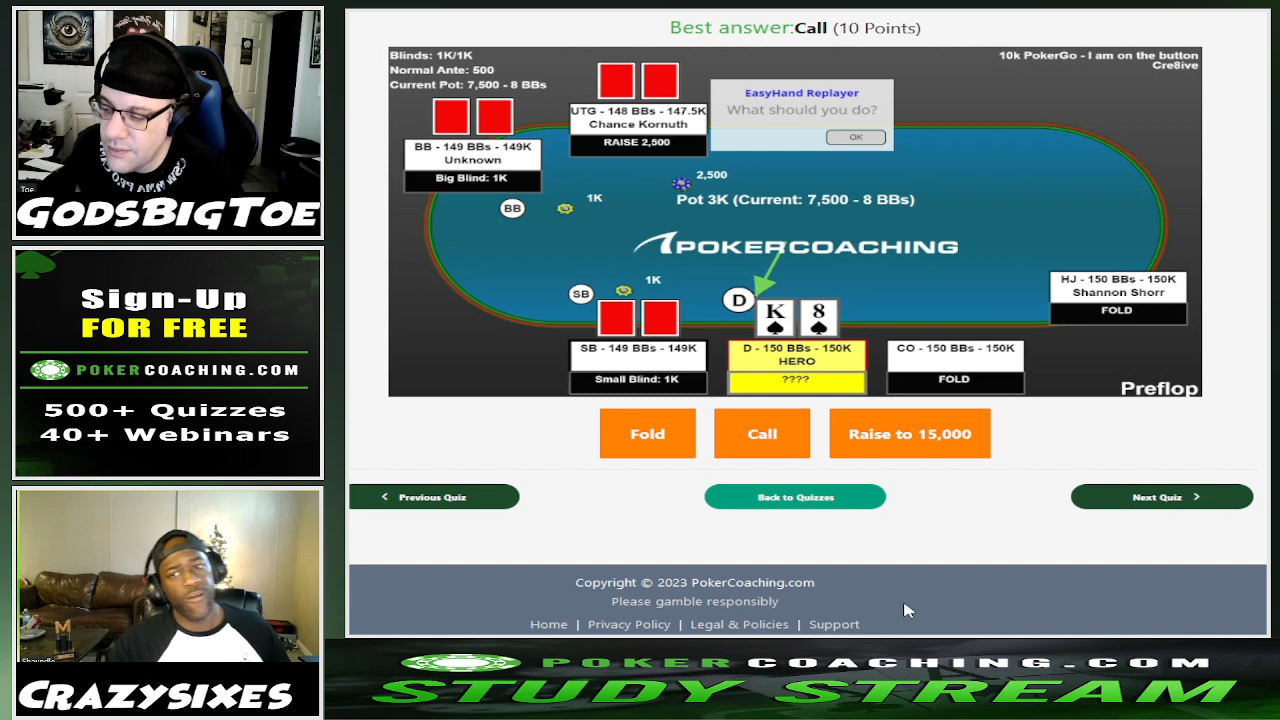 Toe
GODSBIGTOE
Sign-Up
FOR FREE
POKERCOACHING.COM
500+ Quizzes
40+ Webinars
CRAZYSIXES
Best answer:Call (10 Points)
Blinds: 1K/1K
Normal Ante: 500
Current Pot: 7,500 - 8 BBs
10k PokerGo - I am on the button
Cre8ive
UTG - 148 BBs - 147.5K
Chance Kornuth
RAISE 2,500
EasyHand Replayer
What should you do?
OK
BB - 149 BBs - 149K
Unknown
Big Blind: 1K
2,500
BB
1K
Pot 3K (Current: 7,500 - 8 BBs)
POKERCOACHING
SB
1K
D
K
8
HJ - 150 BBs - 150K
Shannon Shorr
FOLD
SB - 149 BBs - 149K
Small Blind: 1K
D - 150 BBs - 150K
HERO
????
CO - 150 BBs - 150K
FOLD
Preflop
Fold
Call
Raise to 15,000
< Previous Quiz
Back to Quizzes
Next Quiz >
Copyright © 2023 PokerCoaching.com
Please gamble responsibly
Home | Privacy Policy | Legal & Policies | Support
POKERCOACHING.COM
STUDY STREAM